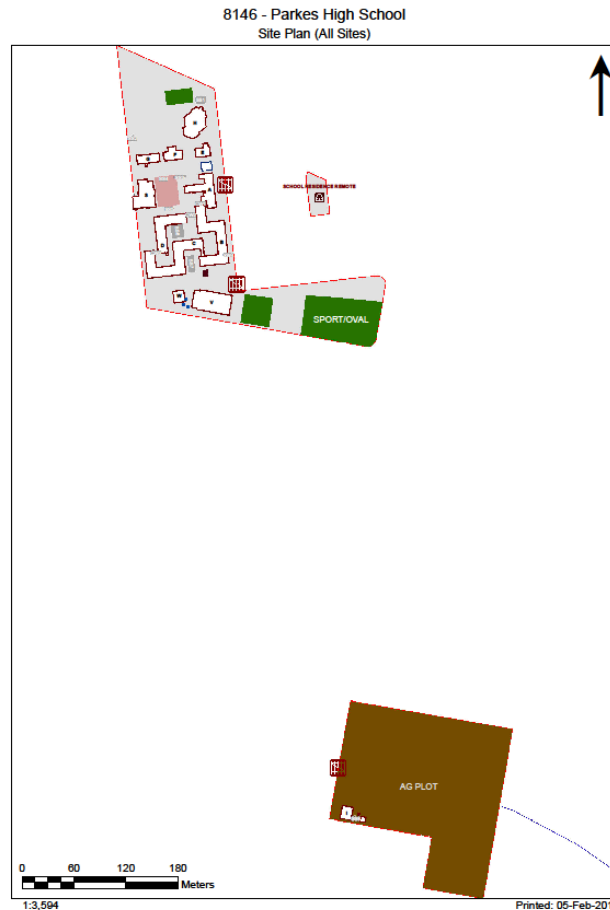 8146 - Parkes High School
Site Plan (All Sites)
SCHOOL RESIDENCE REMOTE
SPORT/OVAL
AG PLOT
0 60 120 180
Meters
1:3,594
Printed: 05-Feb-201